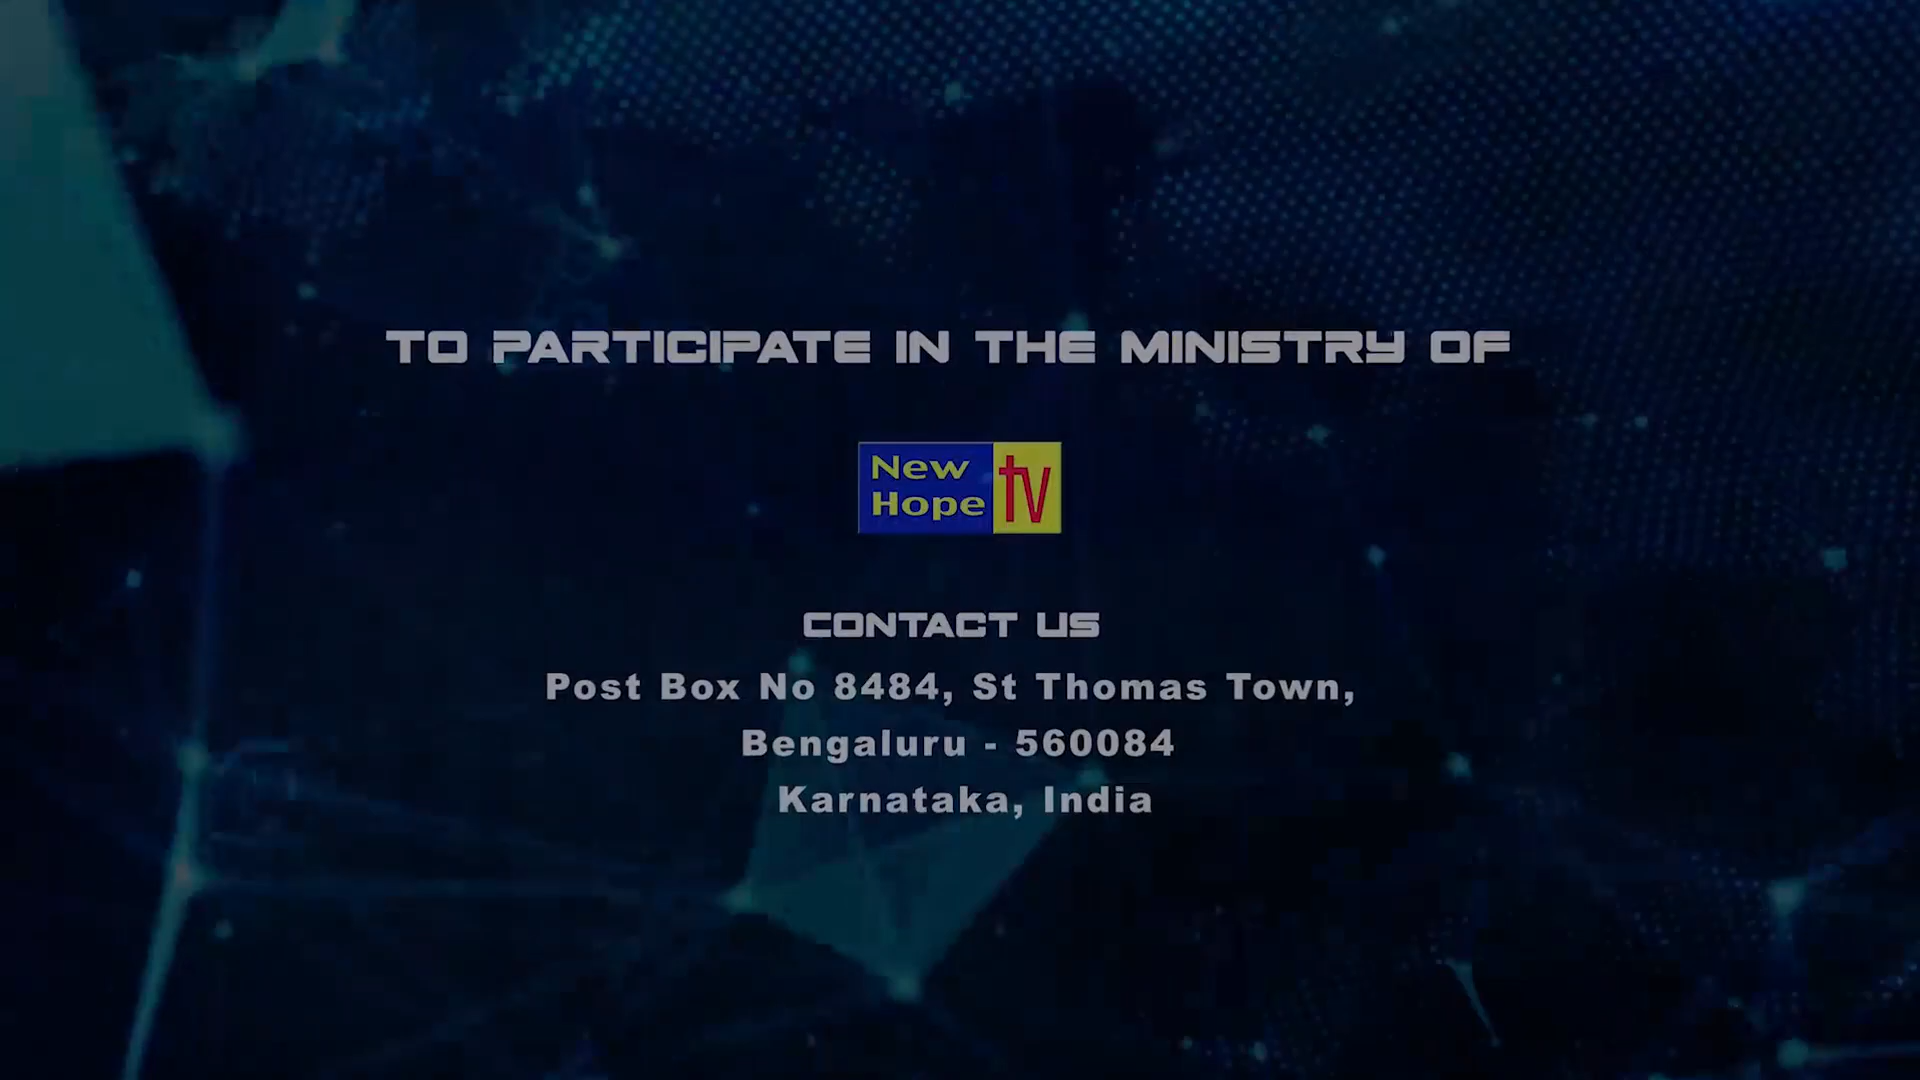 TO PARTICIPATE IN THE MINISTRY OF
New
Hope
tv
CONTACT US
Post Box No 8484, St Thomas Town,
Bengaluru - 560084
Karnataka, India